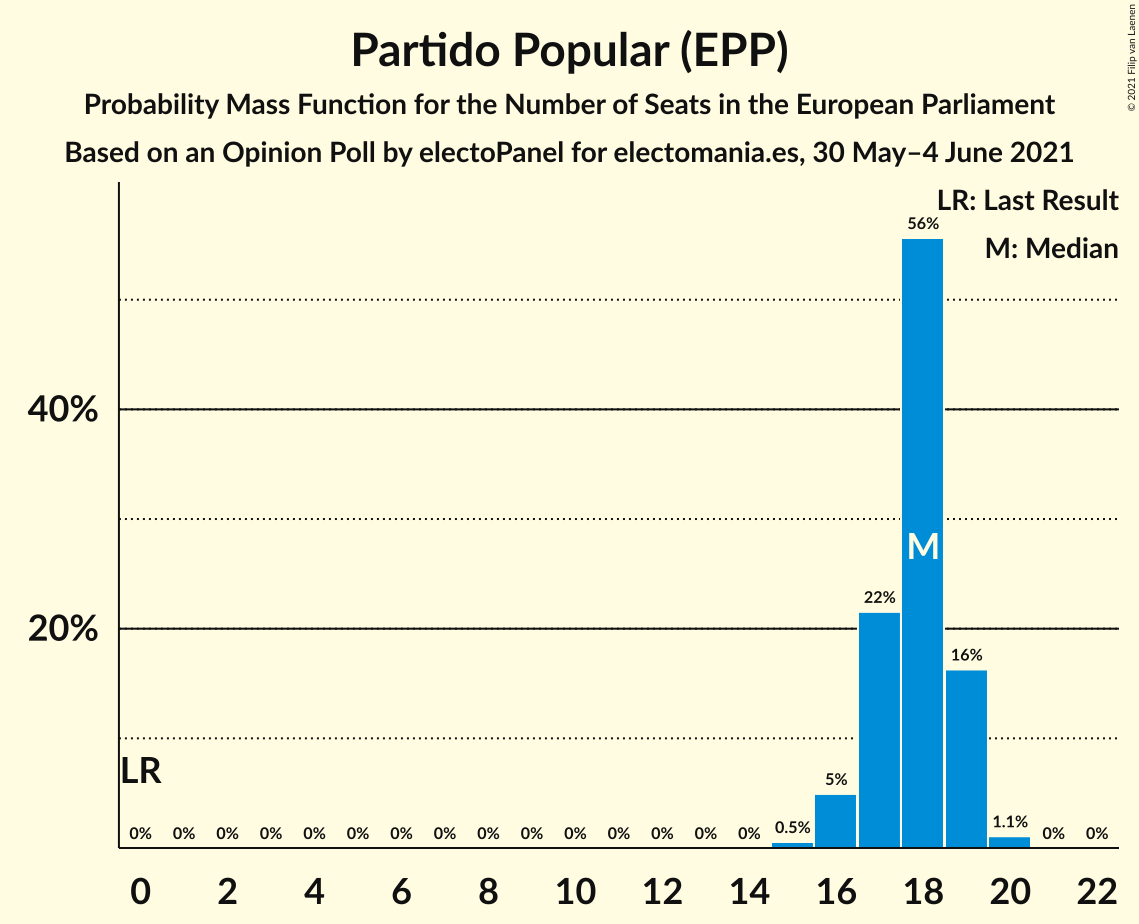 Partido Popular (EPP)
Probability Mass Function for the Number of Seats in the European Parliament
Based on an Opinion Poll by electoPanel for electomania.es, 30 May–4 June 2021
© 2021 Filip van Laenen
LR: Last Result
M: Median
56%
40%
M
22%
20%
16%
LR
5%
0% 0% 0% 0% 0% 0% 0% 0% 0% 0% 0% 0% 0% 0% 0% 0.5% 1.1% 0% 0%
0 2 4 6 8 10 12 14 16 18 20 22